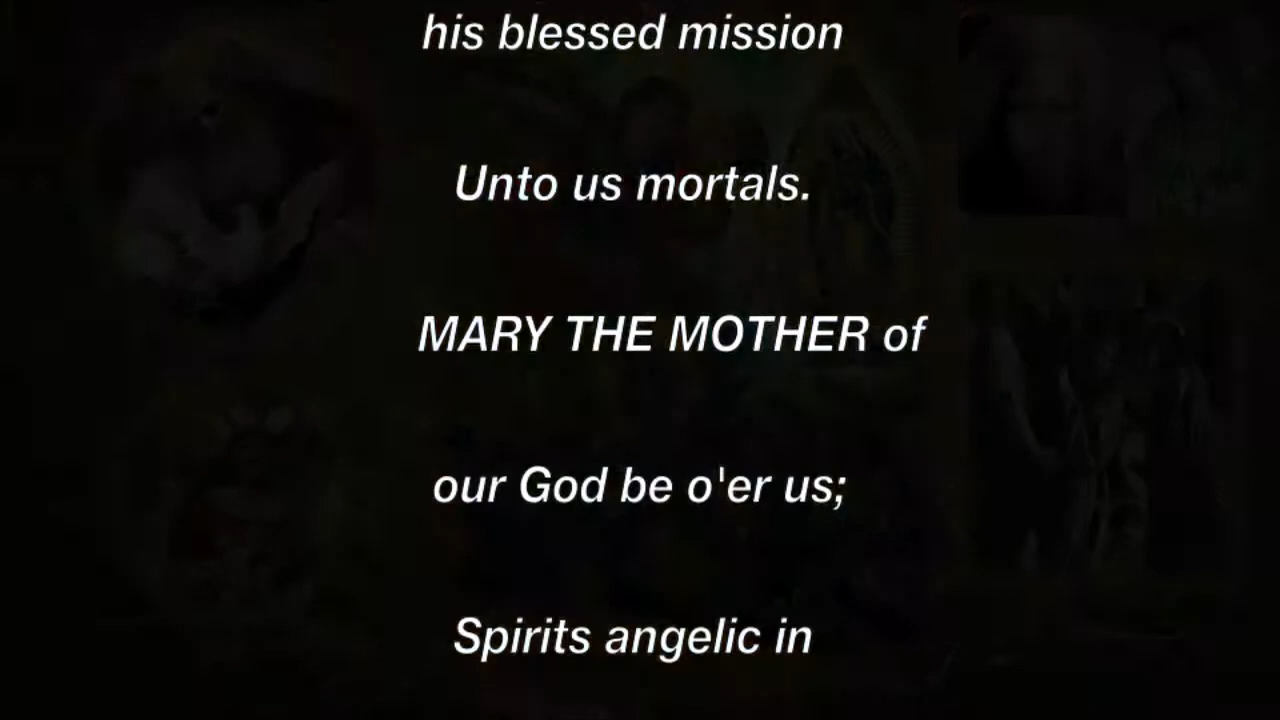 his blessed mission
Unto us mortals.
MARY THE MOTHER of
our God be o'er us;
Spirits angelic in